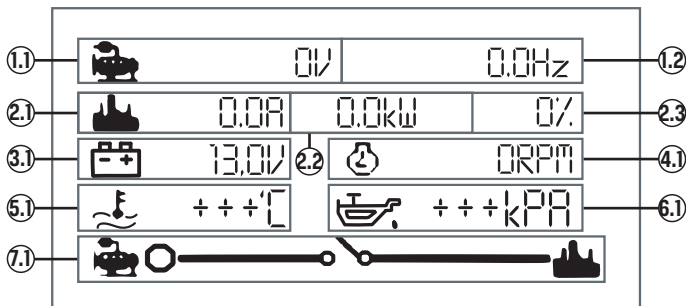 1.1 0V 0.0Hz 1.2
2.1 0.0A 0.0kW 0% 2.3
3.1 - + 13,0V 2.2 0RPM 4.1
5.1 +++°C +++kPA 6.1
7.1